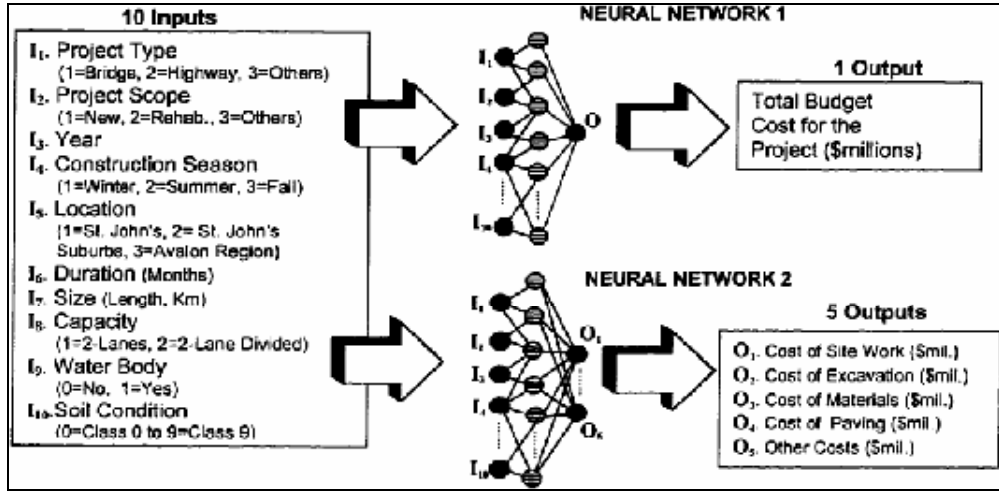 10 Inputs
I₁. Project Type
(1=Bridge, 2=Highway, 3=Others)
I₂. Project Scope
(1=New, 2=Rehab., 3=Others)
I₃. Year
I₄. Construction Season
(1=Winter, 2=Summer, 3=Fall)
I₅. Location
(1=St. John's, 2= St. John's
Suburbs, 3=Avalon Region)
I₆. Duration (Months)
I₇. Size (Length, Km)
I₈. Capacity
(1=2-Lanes, 2=2-Lane Divided)
I₉. Water Body
(0=No, 1=Yes)
I₁₀. Soil Condition
(0=Class 0 to 9=Class 9)
NEURAL NETWORK 1
I₁
I₂
I₃
I₄
I₁₀
O
1 Output
Total Budget
Cost for the
Project ($millions)
NEURAL NETWORK 2
I₁
I₂
I₃
I₄
I₁₀
O₁
5 Outputs
O₁. Cost of Site Work ($mil.)
O₂. Cost of Excavation ($mil.)
O₃. Cost of Materials ($mil.)
O₄. Cost of Paving ($mil.)
O₅. Other Costs ($mil.)